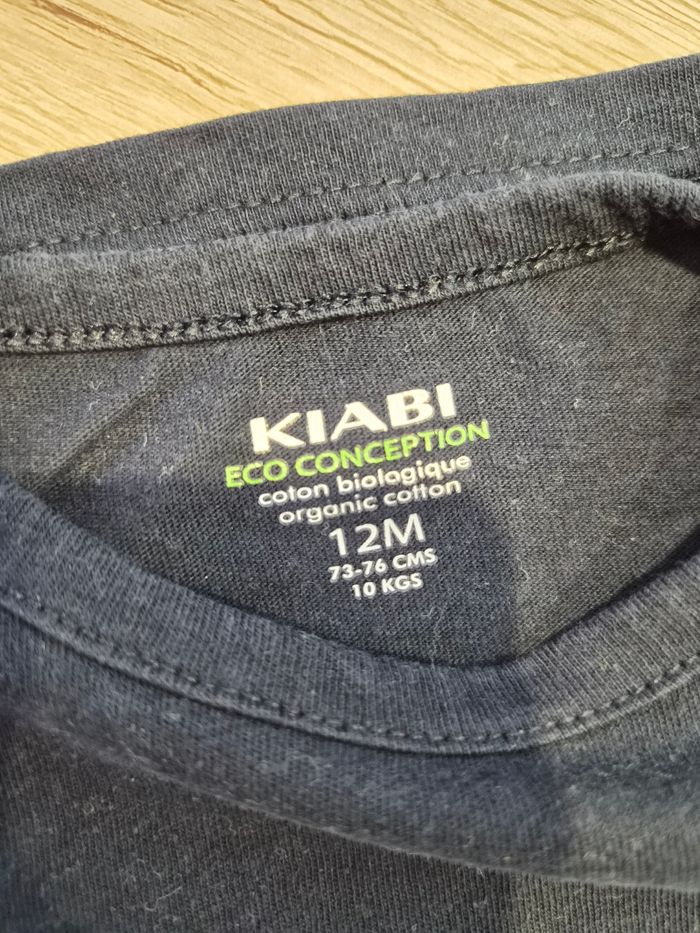 KIABI
ECO CONCEPTION
coton biologique
organic cotton
12M
73-76 CMS
10 KGS